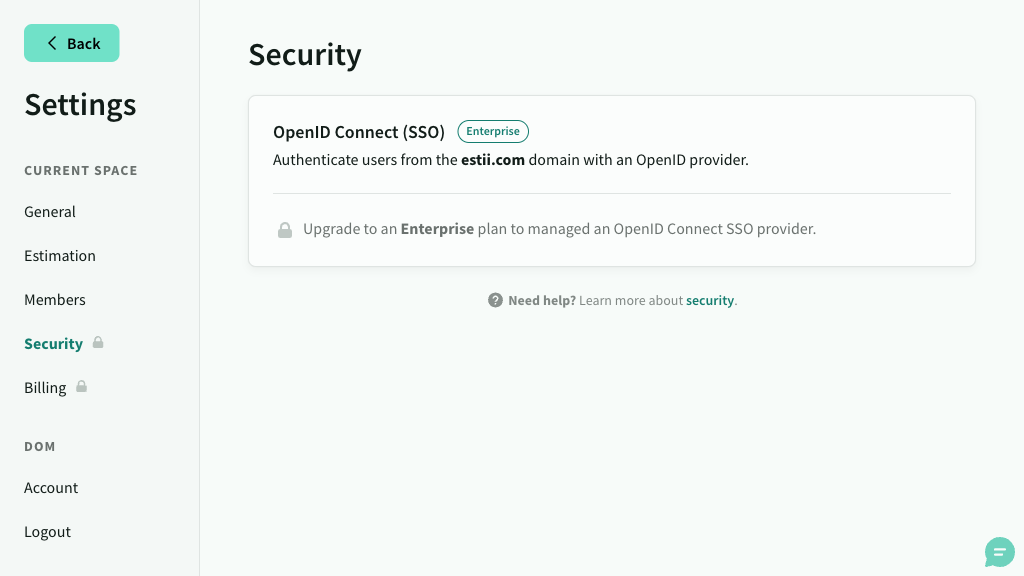 Back
Settings
CURRENT SPACE
General
Estimation
Members
Security
Billing
DOM
Account
Logout
Security
OpenID Connect (SSO) Enterprise
Authenticate users from the estii.com domain with an OpenID provider.
Upgrade to an Enterprise plan to managed an OpenID Connect SSO provider.
Need help? Learn more about security.